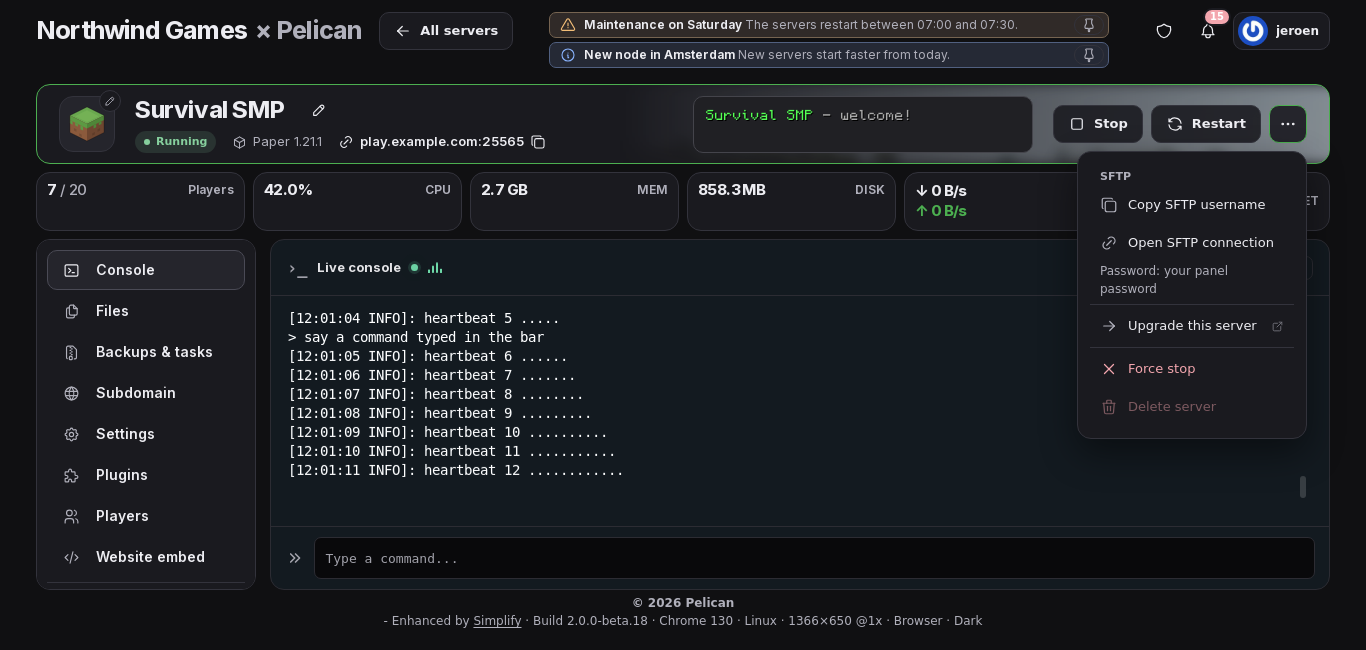 Northwind Games × Pelican
All servers
Maintenance on Saturday The servers restart between 07:00 and 07:30.
New node in Amsterdam New servers start faster from today.
15
jeroen
Survival SMP
Running
Paper 1.21.1
play.example.com:25565
Survival SMP - welcome!
Stop
Restart
7 / 20
Players
42.0%
CPU
2.7 GB
MEM
858.3 MB
DISK
↓ 0 B/s
↑ 0 B/s
SFTP
Copy SFTP username
Open SFTP connection
Password: your panel
password
Upgrade this server
Force stop
Delete server
Console
Files
Backups & tasks
Subdomain
Settings
Plugins
Players
Website embed
Live console
[12:01:04 INFO]: heartbeat 5 .....
> say a command typed in the bar
[12:01:05 INFO]: heartbeat 6 ......
[12:01:06 INFO]: heartbeat 7 .......
[12:01:07 INFO]: heartbeat 8 ........
[12:01:08 INFO]: heartbeat 9 .........
[12:01:09 INFO]: heartbeat 10 ..........
[12:01:10 INFO]: heartbeat 11 ...........
[12:01:11 INFO]: heartbeat 12 ............
Type a command...
© 2026 Pelican
- Enhanced by Simplify · Build 2.0.0-beta.18 · Chrome 130 · Linux · 1366×650 @1x · Browser · Dark